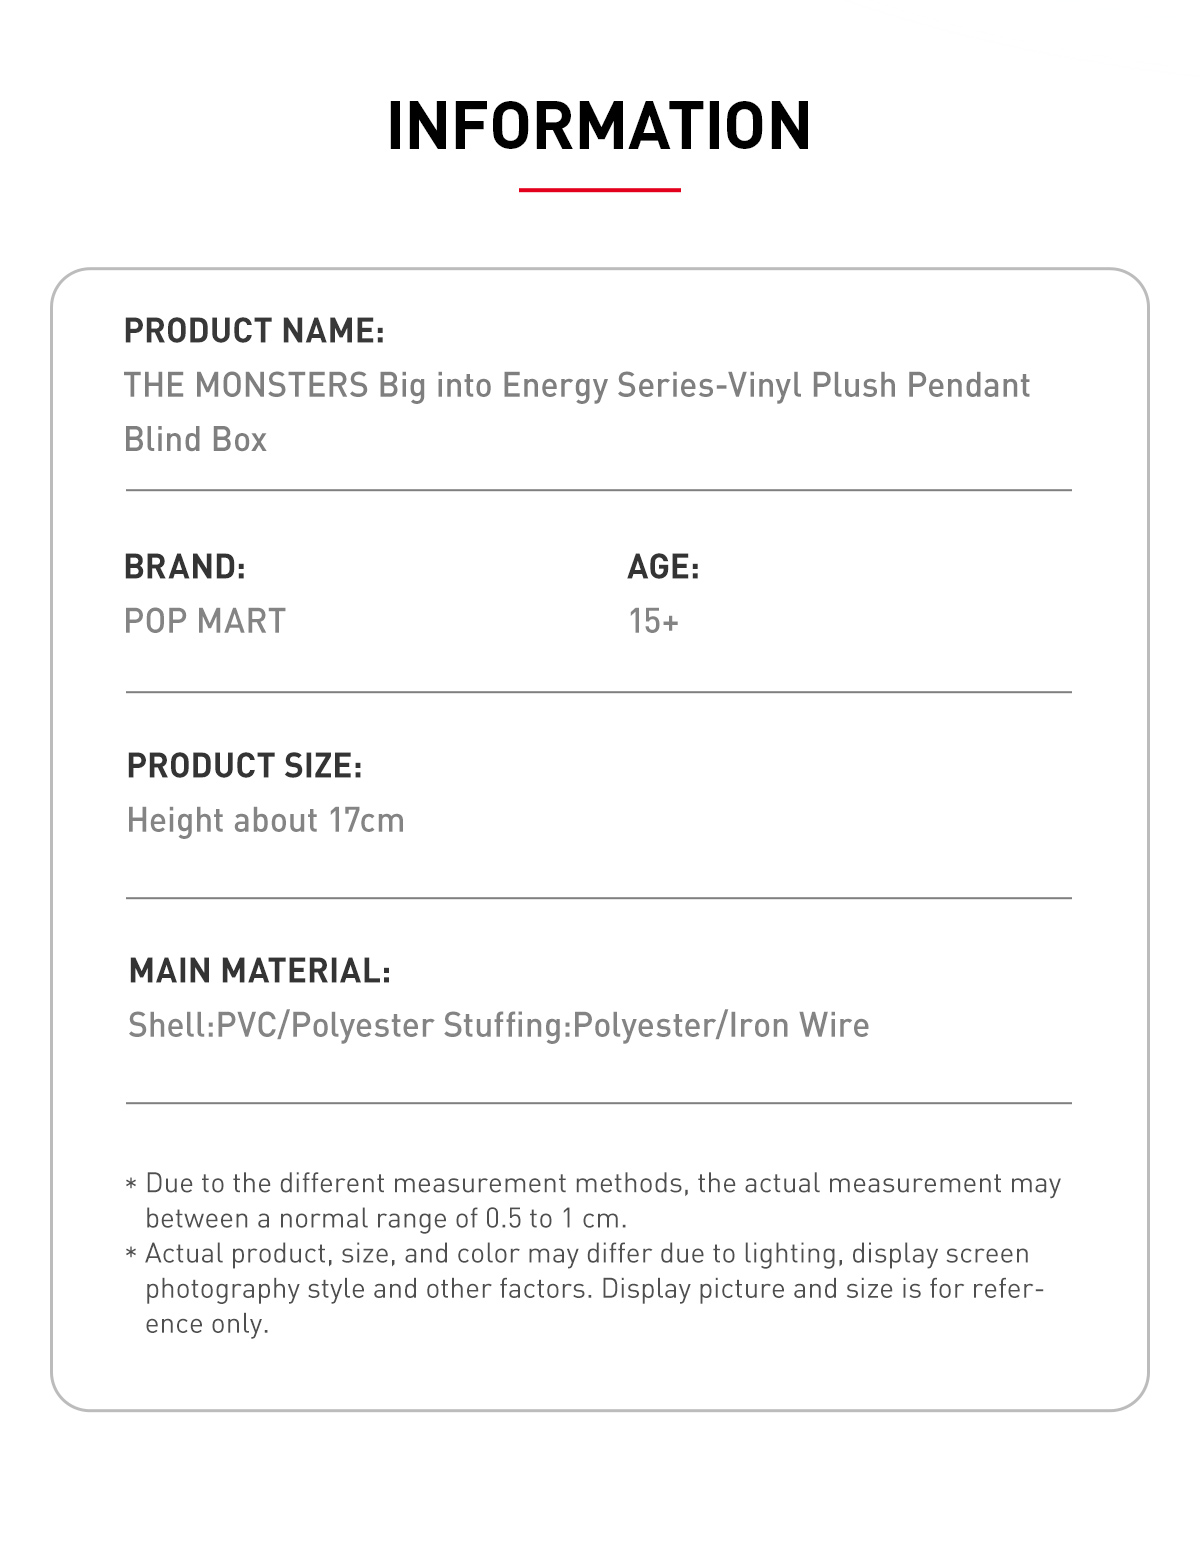 INFORMATION
PRODUCT NAME:
THE MONSTERS Big into Energy Series-Vinyl Plush Pendant
Blind Box
BRAND:
POP MART
AGE:
15+
PRODUCT SIZE:
Height about 17cm
MAIN MATERIAL:
Shell:PVC/Polyester Stuffing:Polyester/Iron Wire
* Due to the different measurement methods, the actual measurement may
between a normal range of 0.5 to 1 cm.
* Actual product, size, and color may differ due to lighting, display screen
photography style and other factors. Display picture and size is for refer-
ence only.